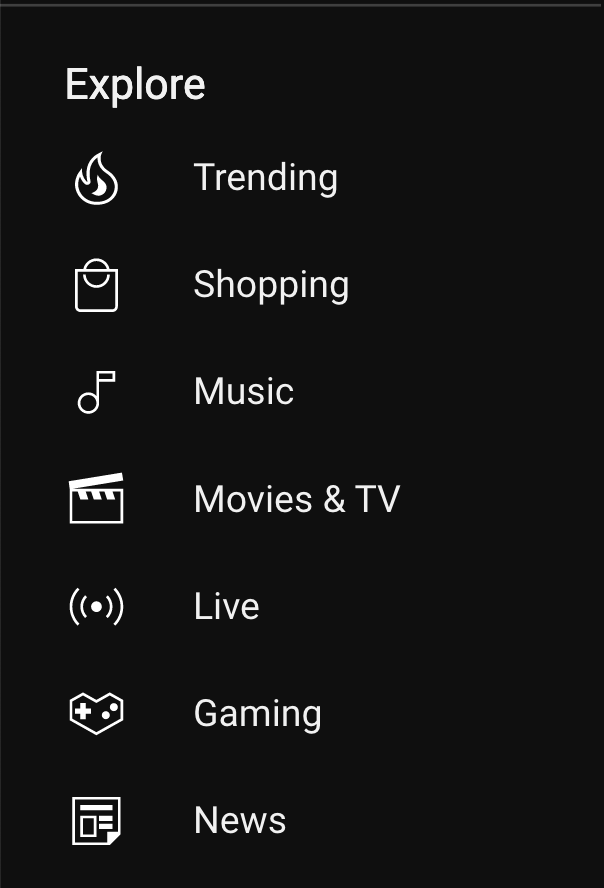 Explore
Trending
Shopping
Music
Movies & TV
Live
Gaming
News